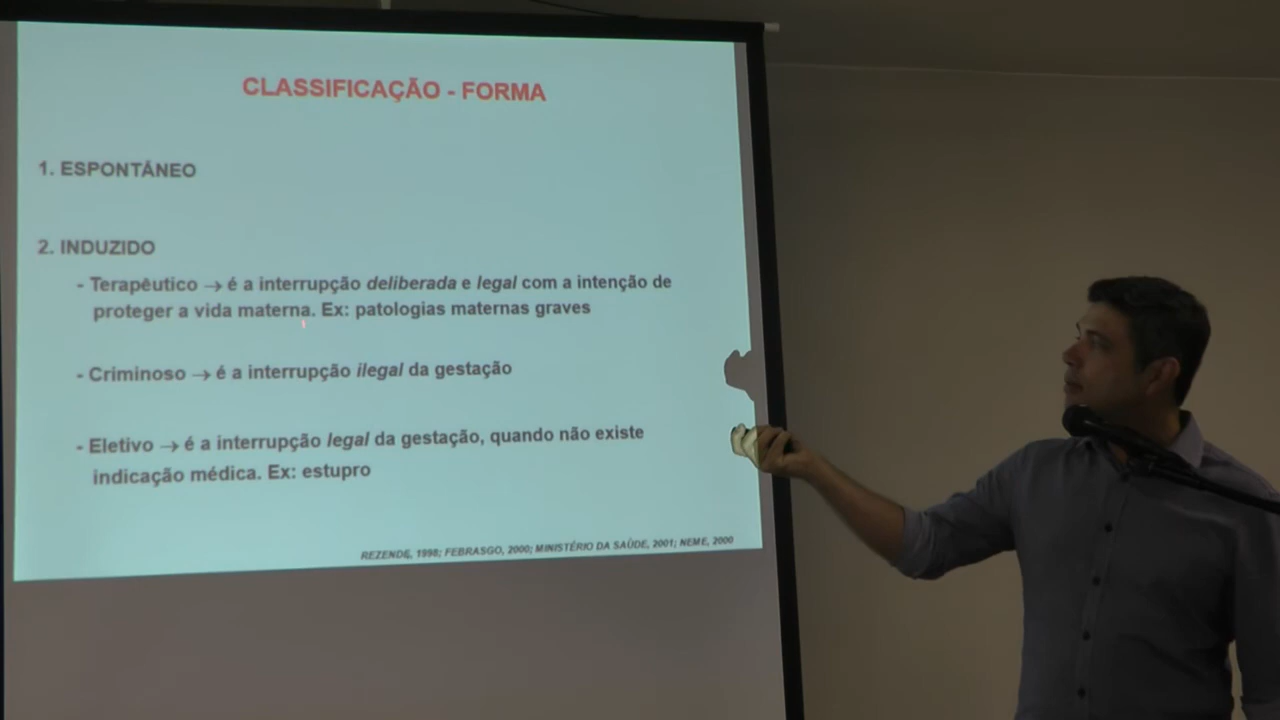 CLASSIFICAÇÃO - FORMA
1. ESPONTÂNEO
2. INDUZIDO
- Terapêutico → é a interrupção deliberada e legal com a intenção de
proteger a vida materna. Ex: patologias maternas graves
- Criminoso → é a interrupção ilegal da gestação
- Eletivo → é a interrupção legal da gestação, quando não existe
indicação médica. Ex: estupro
REZENDE, 1998; FEBRASGO, 2000; MINISTÉRIO DA SAÚDE, 2001; NEME, 2000